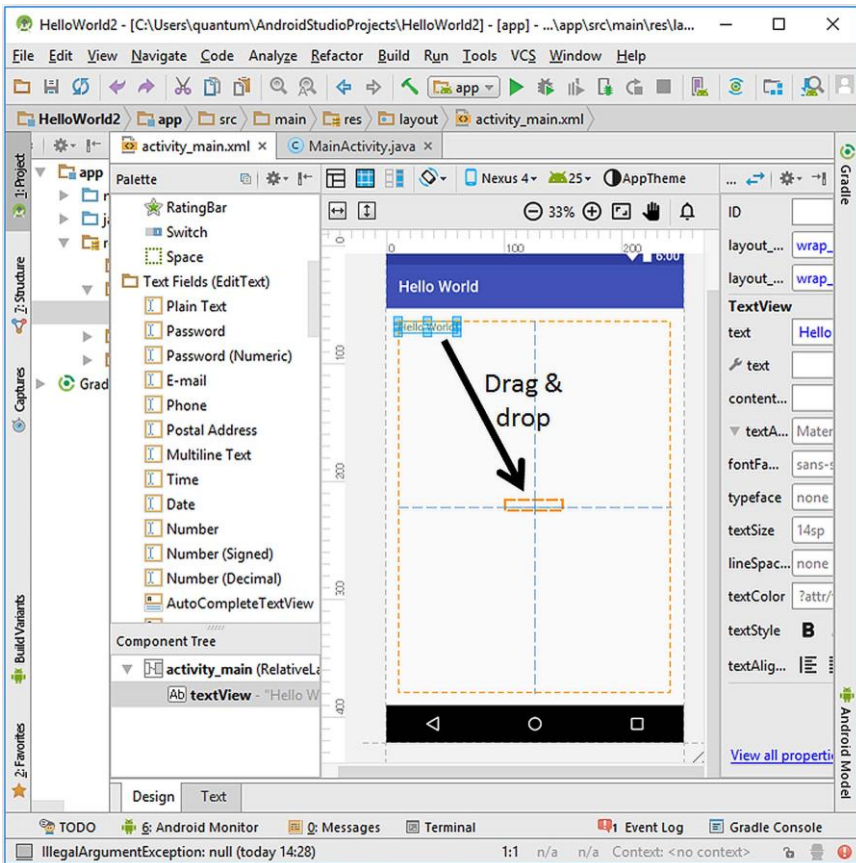 HelloWorld2 - [C:\Users\quantum\AndroidStudioProjects\HelloWorld2] - [app] - ...\app\src\main\res\la...
File Edit View Navigate Code Analyze Refactor Build Run Tools VCS Window Help
app
HelloWorld2 app src main res layout activity_main.xml
activity_main.xml × MainActivity.java ×
1: Project
7: Structure
Captures
Build Variants
2: Favorites
app
Grad
Palette
RatingBar
Switch
Space
Text Fields (EditText)
Plain Text
Password
Password (Numeric)
E-mail
Phone
Postal Address
Multiline Text
Time
Date
Number
Number (Signed)
Number (Decimal)
AutoCompleteTextView
Component Tree
activity_main (RelativeLa
Ab textView - "Hello W
Nexus 4 25 AppTheme
33%
0 100 200
0
100
200
300
400
6:00
Hello World
Hello World
Drag &
drop
...
ID
layout_... wrap_
layout_... wrap_
TextView
text Hello
text
content...
textA... Mater
fontFa... sans-s
typeface none
textSize 14sp
lineSpac... none
textColor ?attr/
textStyle B
textAlig...
View all properti
Gradle
Android Model
Design Text
TODO 6: Android Monitor 0: Messages Terminal 1 Event Log Gradle Console
IllegalArgumentException: null (today 14:28) 1:1 n/a n/a Context: <no context>